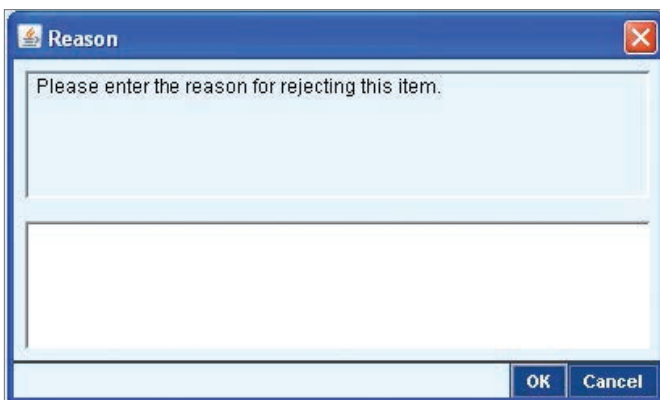 Reason
Please enter the reason for rejecting this item.
OK Cancel